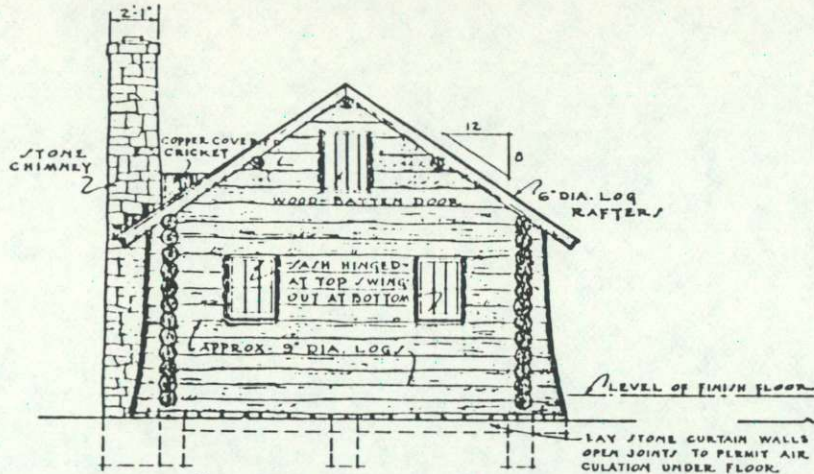 2'-1"
STONE
CHIMNEY
COPPER COVERED
CRICKET
12
8
6" DIA. LOG
RAFTERS
WOOD-BATTEN DOOR
SASH HINGED
AT TOP SWING
OUT AT BOTTOM
APPROX. 9" DIA. LOGS
LEVEL OF FINISH FLOOR
LAY STONE CURTAIN WALLS
OPEN JOINTS TO PERMIT AIR
CULATION UNDER FLOOR